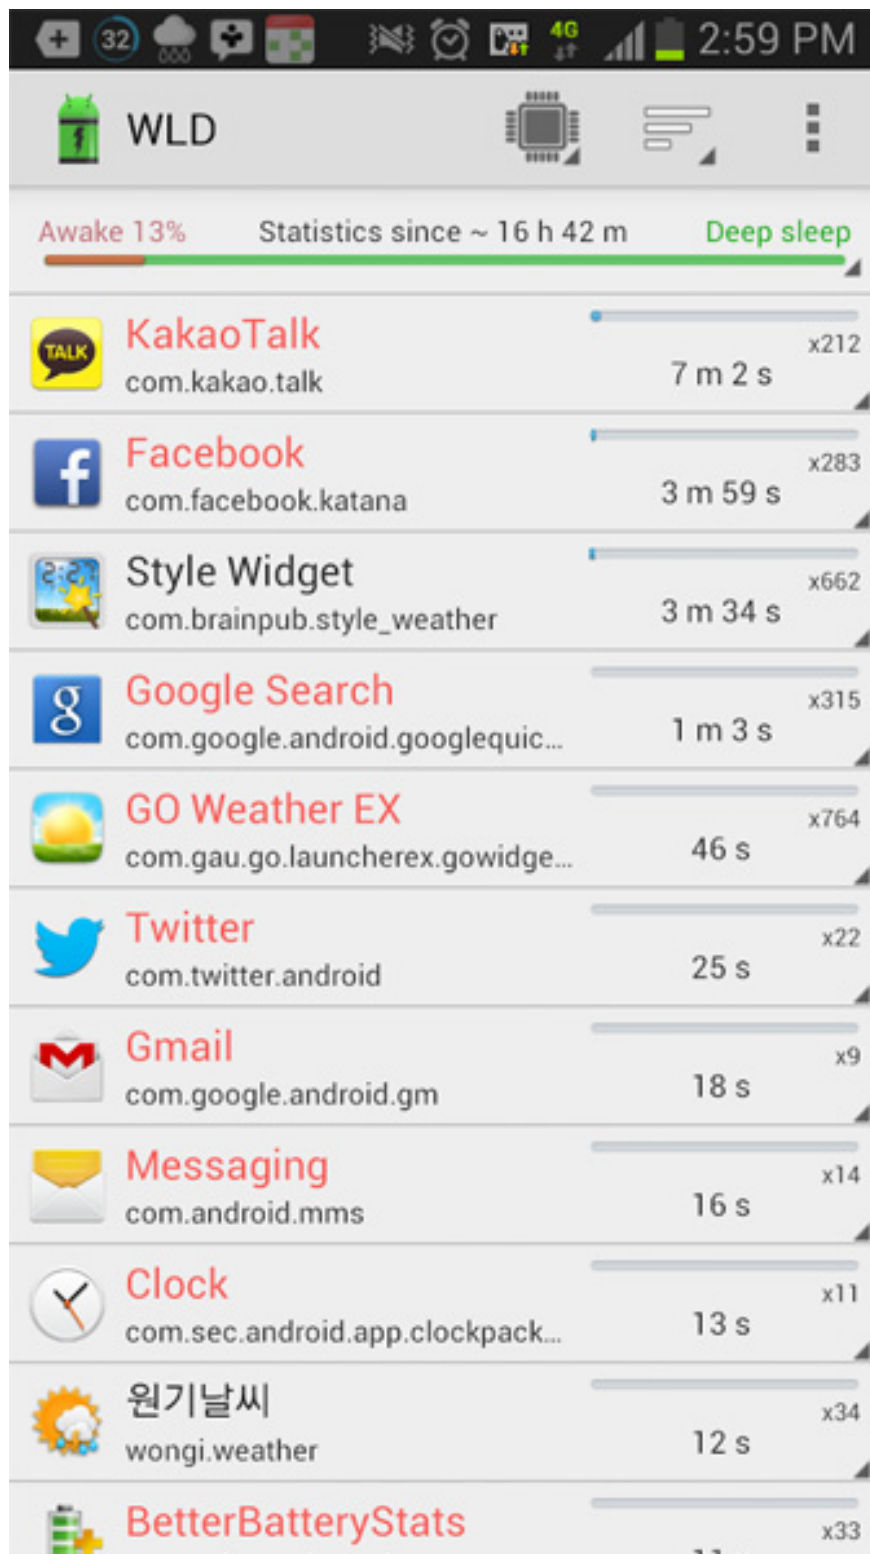 32
4G
2:59 PM
WLD
Awake 13% Statistics since ~ 16 h 42 m Deep sleep
TALK
KakaoTalk
x212
com.kakao.talk
7 m 2 s
f
Facebook
x283
com.facebook.katana
3 m 59 s
2:27
Style Widget
x662
com.brainpub.style_weather
3 m 34 s
g
Google Search
x315
com.google.android.googlequic...
1 m 3 s
GO Weather EX
x764
com.gau.go.launcherex.gowidge...
46 s
Twitter
x22
com.twitter.android
25 s
Gmail
x9
com.google.android.gm
18 s
Messaging
x14
com.android.mms
16 s
Clock
x11
com.sec.android.app.clockpack...
13 s
원기날씨
x34
wongi.weather
12 s
BetterBatteryStats
x33